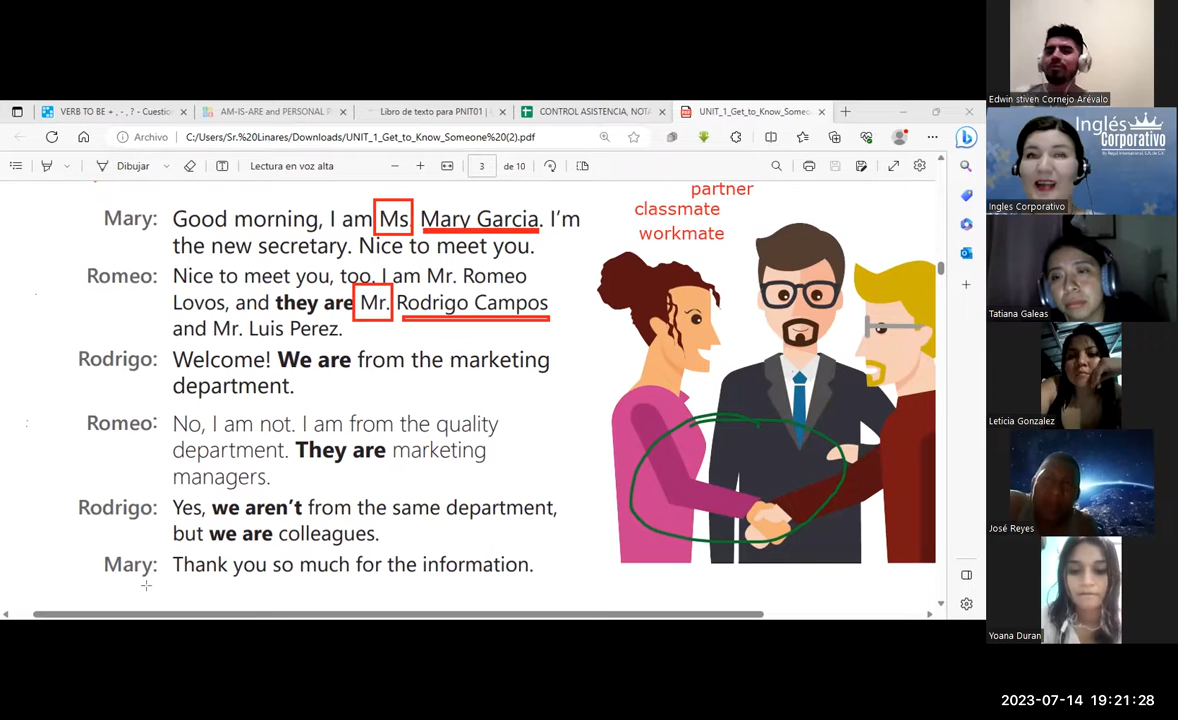 VERB TO BE + , - , ? - Cuestio
AM-IS-ARE and PERSONAL P
Libro de texto para PNIT01 |
CONTROL ASISTENCIA, NOTA
UNIT_1_Get_to_Know_Someon
Archivo C:/Users/Sr.%20Linares/Downloads/UNIT_1_Get_to_Know_Someone%20(2).pdf
Dibujar
Lectura en voz alta
3 de 10
partner
classmate
workmate
Mary: Good morning, I am Ms. Mary Garcia. I'm
the new secretary. Nice to meet you.
Romeo: Nice to meet you, too. I am Mr. Romeo
Lovos, and they are Mr. Rodrigo Campos
and Mr. Luis Perez.
Rodrigo: Welcome! We are from the marketing
department.
Romeo: No, I am not. I am from the quality
department. They are marketing
managers.
Rodrigo: Yes, we aren't from the same department,
but we are colleagues.
Mary: Thank you so much for the information.
Edwin stiven Cornejo Arévalo
Inglés
Corporativo
Ingles Corporativo
Tatiana Galeas
Leticia Gonzalez
José Reyes
Yoana Duran
2023-07-14 19:21:28